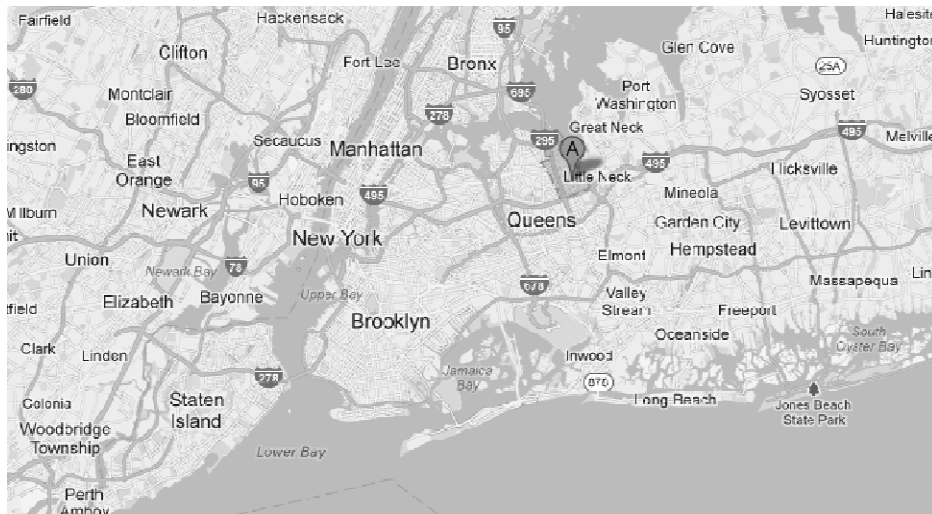 Fairfield
Hackensack
95
Halesite
Clifton
Fort Lee
Bronx
Glen Cove
Huntington
25A
280
Montclair
695
Port
Washington
Syosset
Bloomfield
278
Great Neck
Secaucus
Manhattan
295
A
495
Melville
ngston
East
Orange
495
Hicksville
95
Little Neck
Hoboken
495
Mineola
Millburn
Newark
Queens
Garden City
Levittown
it
New York
Hempstead
Union
Elmont
Newark Bay
78
Massapequa
Lin
678
Elizabeth
Bayonne
Upper Bay
Valley
Stream
Freeport
tfield
Brooklyn
Oceanside
South
Oyster Bay
Clark
Linden
Inwood
278
Jamaica
Bay
878
Colonia
Staten
Island
Long Beach
Jones Beach
State Park
Woodbridge
Township
Lower Bay
Perth
Amboy